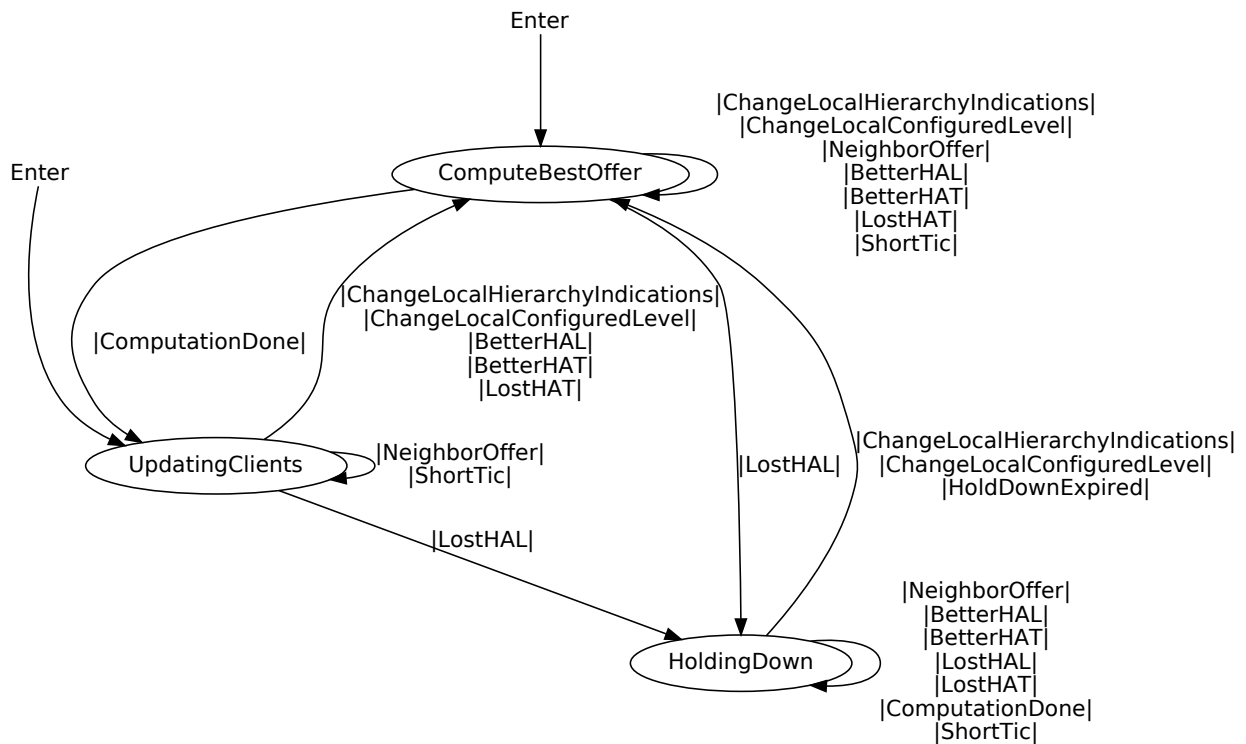 Enter
|ChangeLocalHierarchyIndications|
|ChangeLocalConfiguredLevel|
|NeighborOffer|
|BetterHAL|
|BetterHAT|
|LostHAT|
|ShortTic|
Enter
ComputeBestOffer
|ChangeLocalHierarchyIndications|
|ChangeLocalConfiguredLevel|
|BetterHAL|
|BetterHAT|
|LostHAT|
|ComputationDone|
UpdatingClients
|NeighborOffer|
|ShortTic|
|LostHAL|
|ChangeLocalHierarchyIndications|
|ChangeLocalConfiguredLevel|
|HoldDownExpired|
|LostHAL|
HoldingDown
|NeighborOffer|
|BetterHAL|
|BetterHAT|
|LostHAL|
|LostHAT|
|ComputationDone|
|ShortTic|